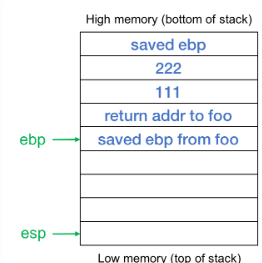 High memory (bottom of stack)
saved ebp
222
111
return addr to foo
ebp
saved ebp from foo
esp
Low memory (top of stack)